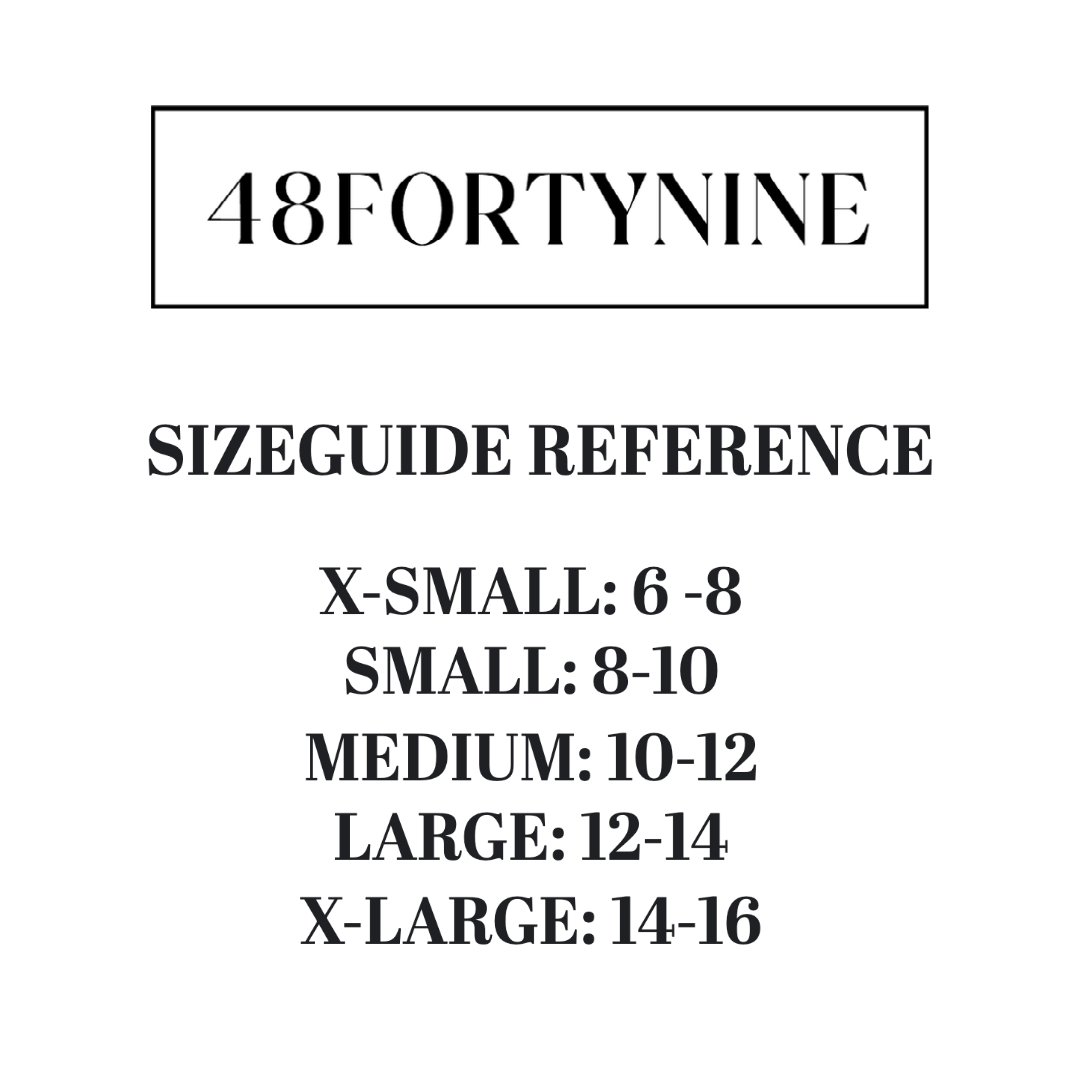 48FORTYNINE
SIZEGUIDE REFERENCE
X-SMALL: 6 -8
SMALL: 8-10
MEDIUM: 10-12
LARGE: 12-14
X-LARGE: 14-16